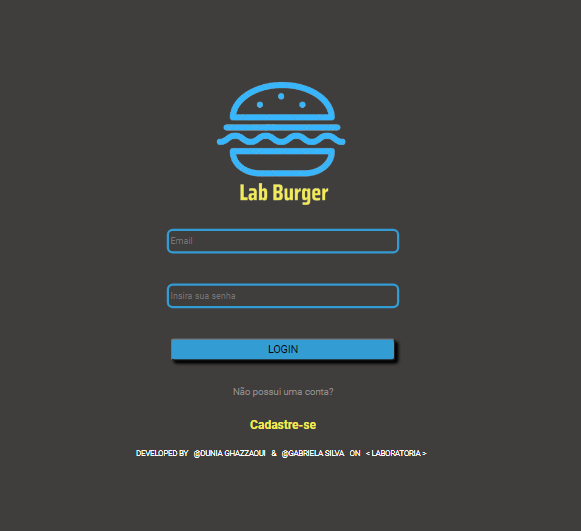 Lab Burger
Email
Insira sua senha
LOGIN
Não possui uma conta?
Cadastre-se
DEVELOPED BY @DUNIA GHAZZAOUI & @GABRIELA SILVA ON < LABORATORIA >